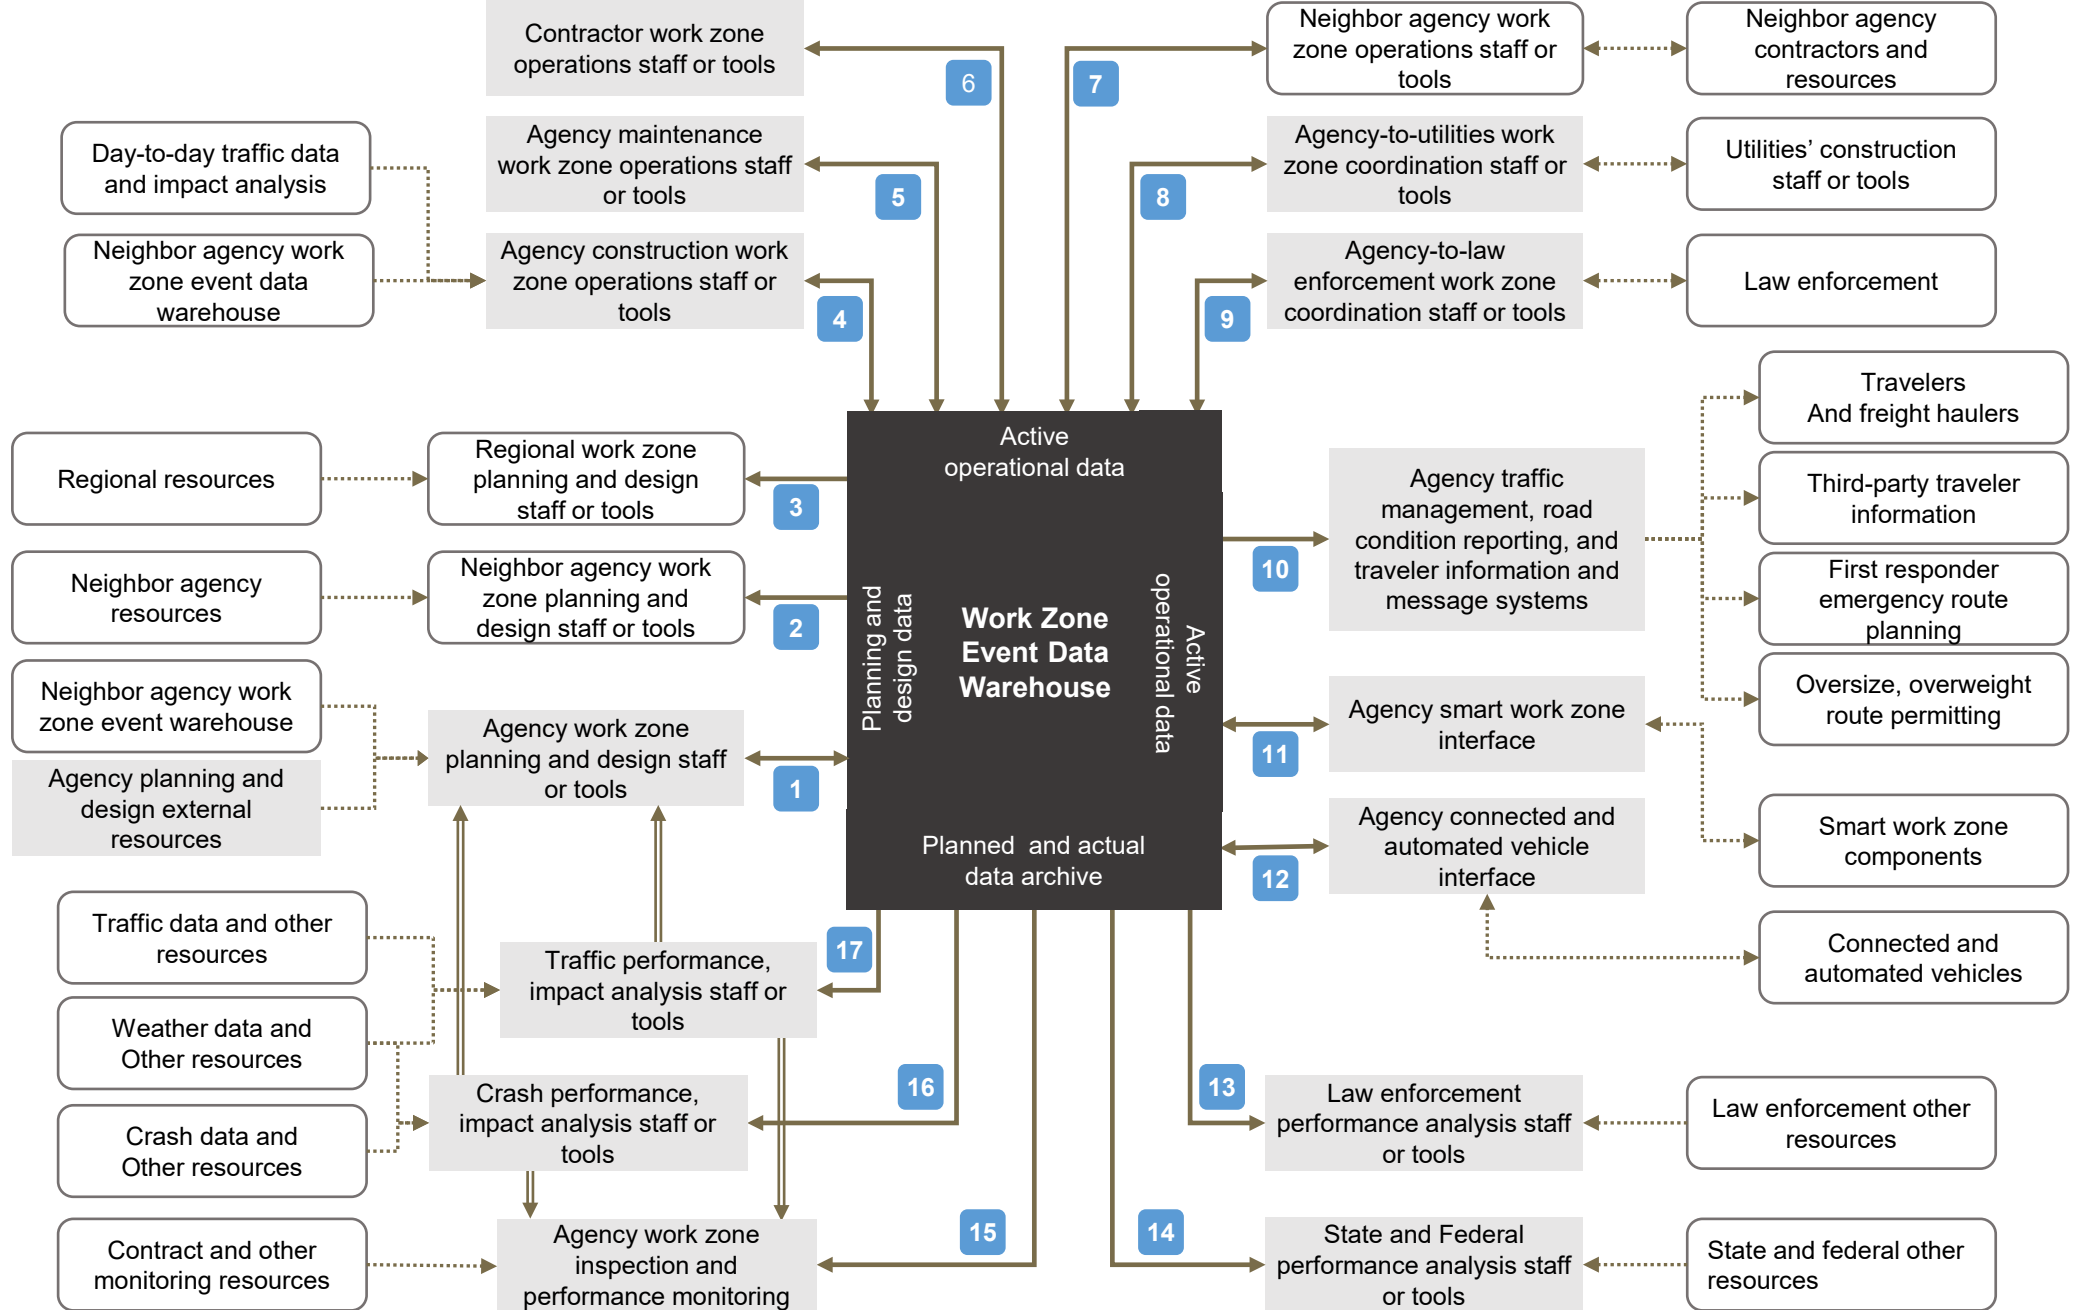 Contractor work zone
operations staff or tools
6
7
Neighbor agency work
zone operations staff or
tools
Neighbor agency
contractors and
resources
Day-to-day traffic data
and impact analysis
Agency maintenance
work zone operations staff
or tools
5
8
Agency-to-utilities work
zone coordination staff or
tools
Utilities’ construction
staff or tools
Neighbor agency work
zone event data
warehouse
Agency construction work
zone operations staff or
tools
4
9
Agency-to-law
enforcement work zone
coordination staff or tools
Law enforcement
Regional resources
Regional work zone
planning and design
staff or tools
3
Neighbor agency
resources
Neighbor agency work
zone planning and
design staff or tools
2
Neighbor agency work
zone event warehouse
Agency planning and
design external
resources
Agency work zone
planning and design staff
or tools
1
Active
operational data
Planning and
design data
Work Zone
Event Data
Warehouse
Active
operational data
Planned and actual
data archive
10
Agency traffic
management, road
condition reporting, and
traveler information and
message systems
Travelers
And freight haulers
Third-party traveler
information
First responder
emergency route
planning
Oversize, overweight
route permitting
11
Agency smart work zone
interface
Smart work zone
components
12
Agency connected and
automated vehicle
interface
Connected and
automated vehicles
Traffic data and other
resources
Weather data and
Other resources
Crash data and
Other resources
Contract and other
monitoring resources
17
Traffic performance,
impact analysis staff or
tools
16
Crash performance,
impact analysis staff or
tools
15
Agency work zone
inspection and
performance monitoring
13
Law enforcement
performance analysis staff
or tools
Law enforcement other
resources
14
State and Federal
performance analysis staff
or tools
State and federal other
resources